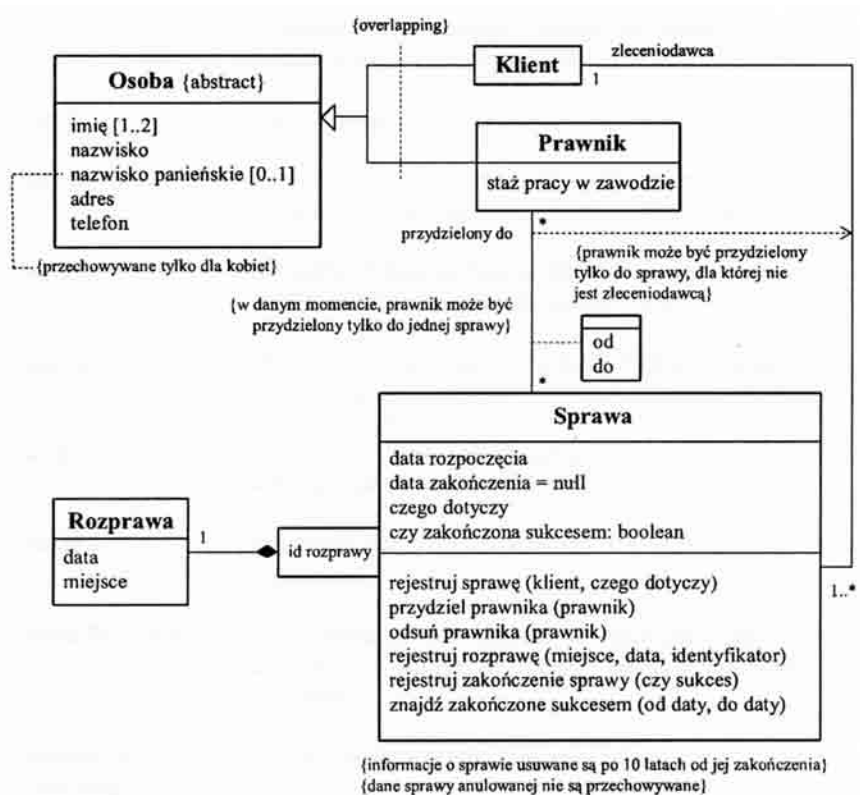 {overlapping}
Osoba {abstract}
imię [1..2]
nazwisko
nazwisko panieńskie [0..1]
adres
telefon
{przechowywane tylko dla kobiet}
Klient
zleceniodawca
1
Prawnik
staż pracy w zawodzie
*
przydzielony do
{prawnik może być przydzielony
tylko do sprawy, dla której nie
jest zleceniodawcą}
{w danym momencie, prawnik może być
przydzielony tylko do jednej sprawy}
od
do
*
Sprawa
data rozpoczęcia
data zakończenia = null
czego dotyczy
czy zakończona sukcesem: boolean
rejestruj sprawę (klient, czego dotyczy)
przydziel prawnika (prawnik)
odsuń prawnika (prawnik)
rejestruj rozprawę (miejsce, data, identyfikator)
rejestruj zakończenie sprawy (czy sukces)
znajdź zakończone sukcesem (od daty, do daty)
1..*
Rozprawa
data
miejsce
1
id rozprawy
{informacje o sprawie usuwane są po 10 latach od jej zakończenia}
{dane sprawy anulowanej nie są przechowywane}